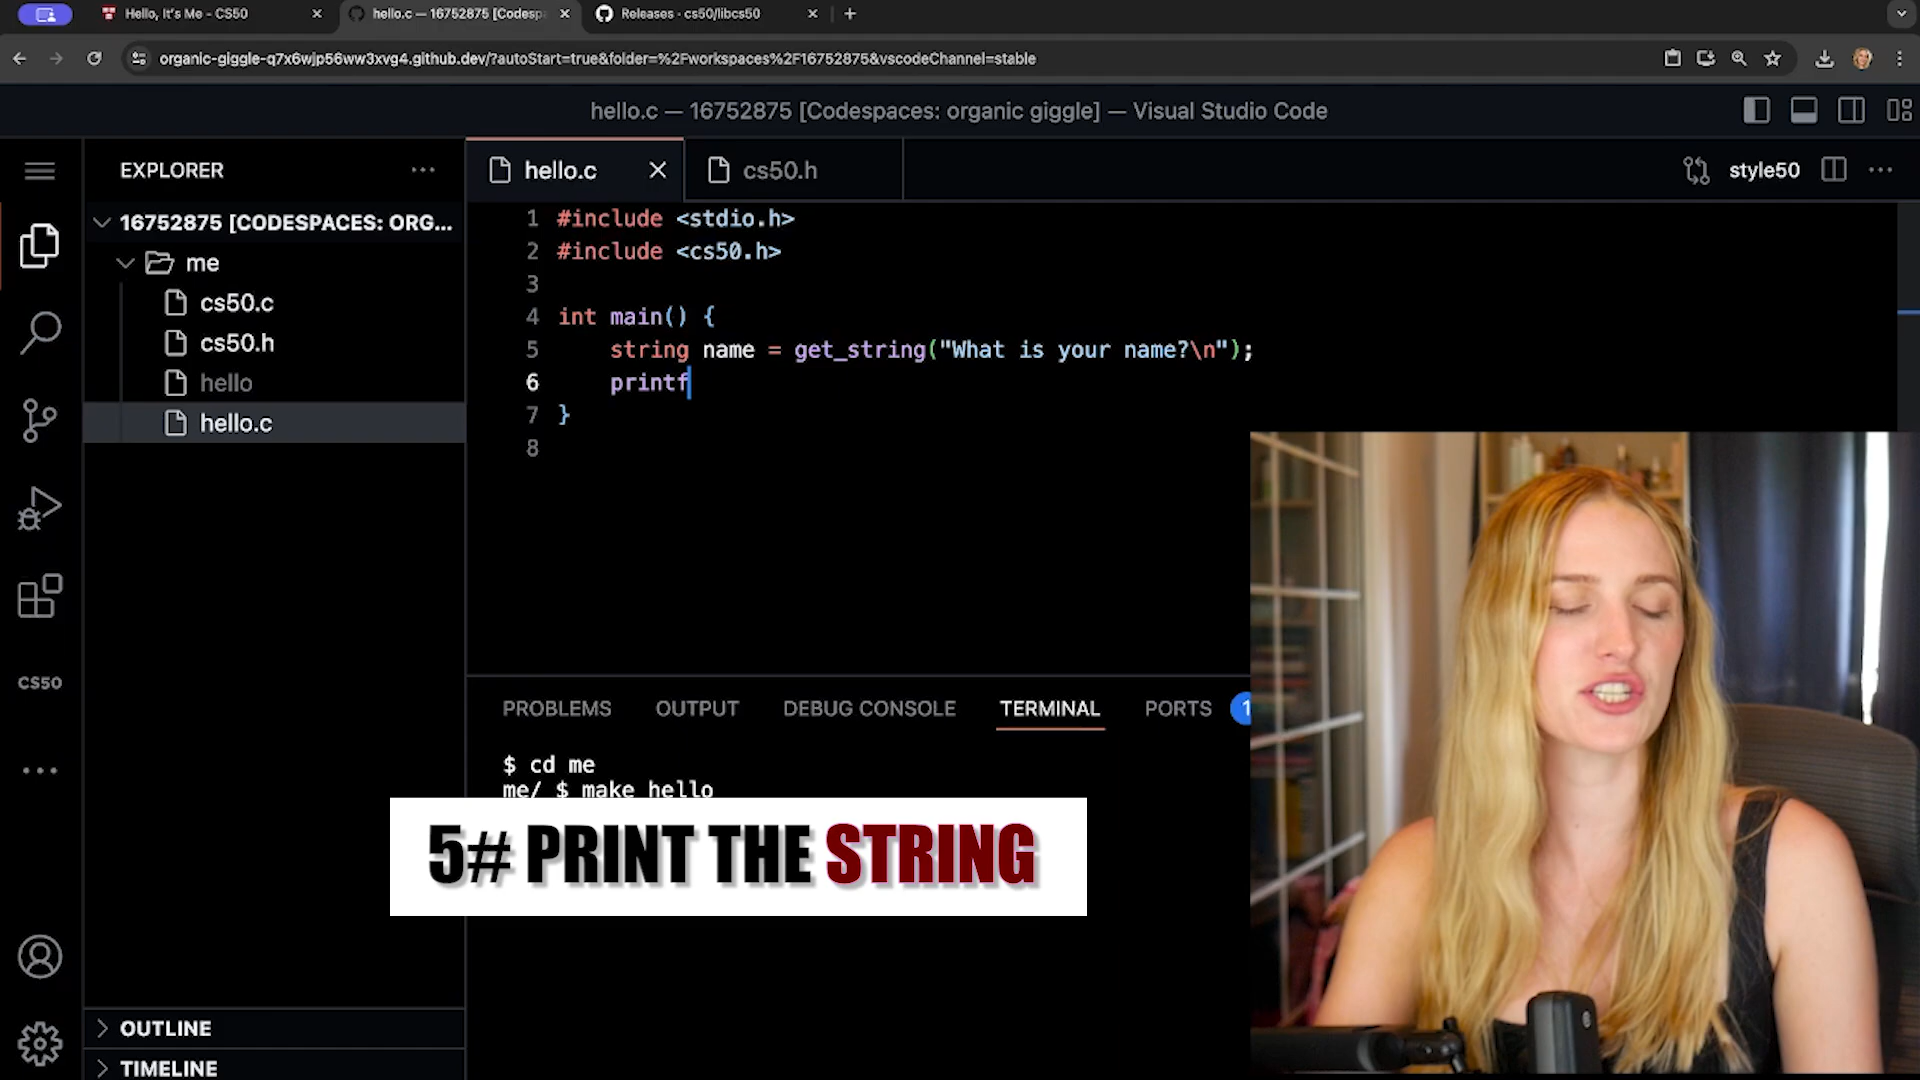 Hello, It's Me - CS50
hello.c — 16752875 [Codespa
Releases · cs50/libcs50
organic-giggle-q7x6wjp56ww3xvg4.github.dev/?autoStart=true&folder=%2Fworkspaces%2F16752875&vscodeChannel=stable
hello.c — 16752875 [Codespaces: organic giggle] — Visual Studio Code
EXPLORER
hello.c
cs50.h
style50
16752875 [CODESPACES: ORG...
me
cs50.c
cs50.h
hello
hello.c
CS50
1 #include <stdio.h>
2 #include <cs50.h>
3
4 int main() {
5 string name = get_string("What is your name?\n");
6 printf
7 }
8
PROBLEMS OUTPUT DEBUG CONSOLE TERMINAL PORTS 1
$ cd me
me/ $ make hello
5# PRINT THE STRING
OUTLINE
TIMELINE